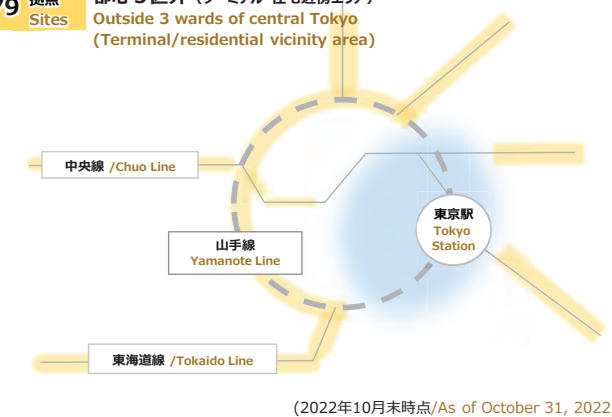 拠点
Sites
Outside 3 wards of central Tokyo
(Terminal/residential vicinity area)
中央線 /Chuo Line
東京駅
Tokyo
Station
山手線
Yamanote Line
東海道線 /Tokaido Line
(2022年10月末時点/As of October 31, 2022